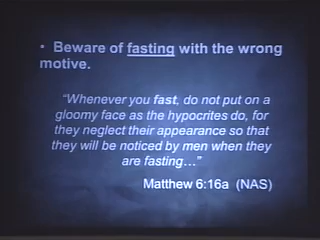 • Beware of fasting with the wrong
motive.
“Whenever you fast, do not put on a
gloomy face as the hypocrites do, for
they neglect their appearance so that
they will be noticed by men when they
are fasting…”
Matthew 6:16a (NAS)